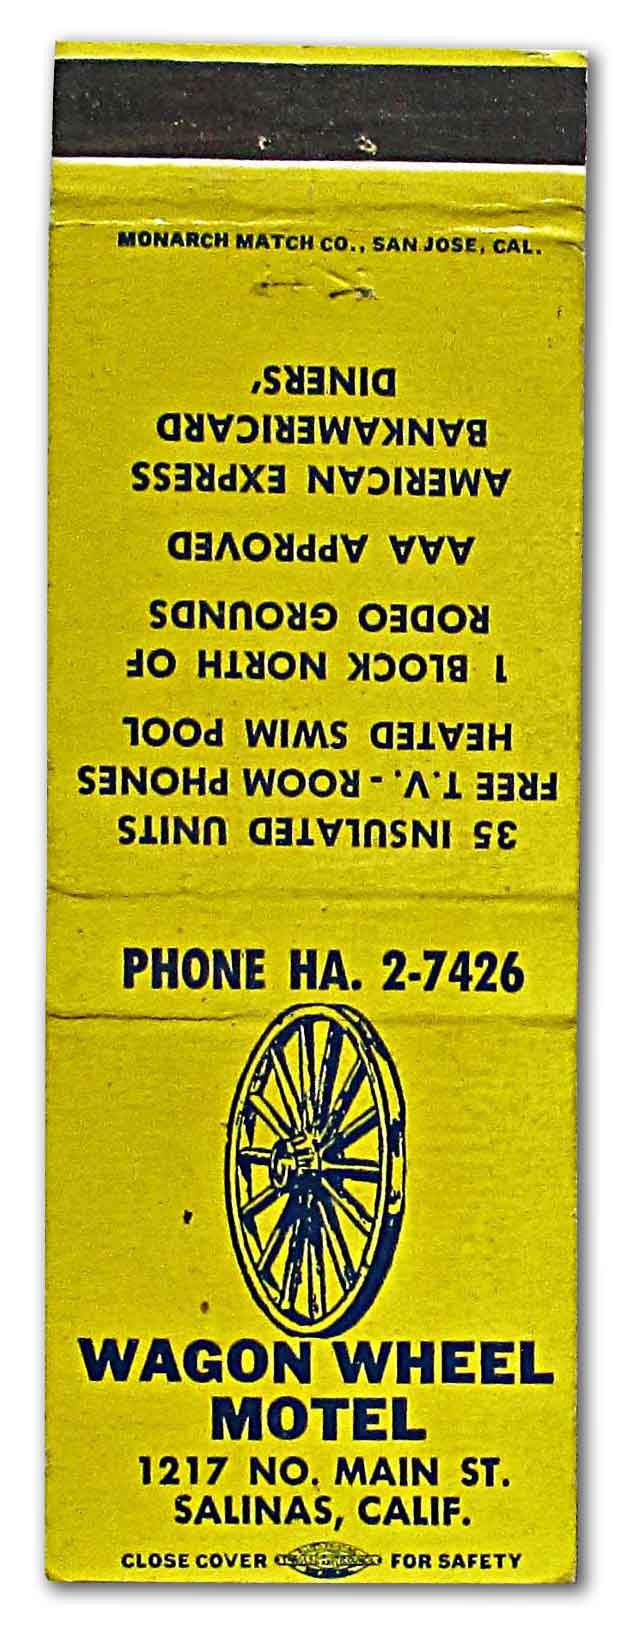 MONARCH MATCH CO., SAN JOSE, CAL.
35 INSULATED UNITS
FREE T.V. - ROOM PHONES
HEATED SWIM POOL
1 BLOCK NORTH OF
RODEO GROUNDS
AAA APPROVED
AMERICAN EXPRESS
BANKAMERICARD
DINERS'
PHONE HA. 2-7426
WAGON WHEEL
MOTEL
1217 NO. MAIN ST.
SALINAS, CALIF.
CLOSE COVER FOR SAFETY